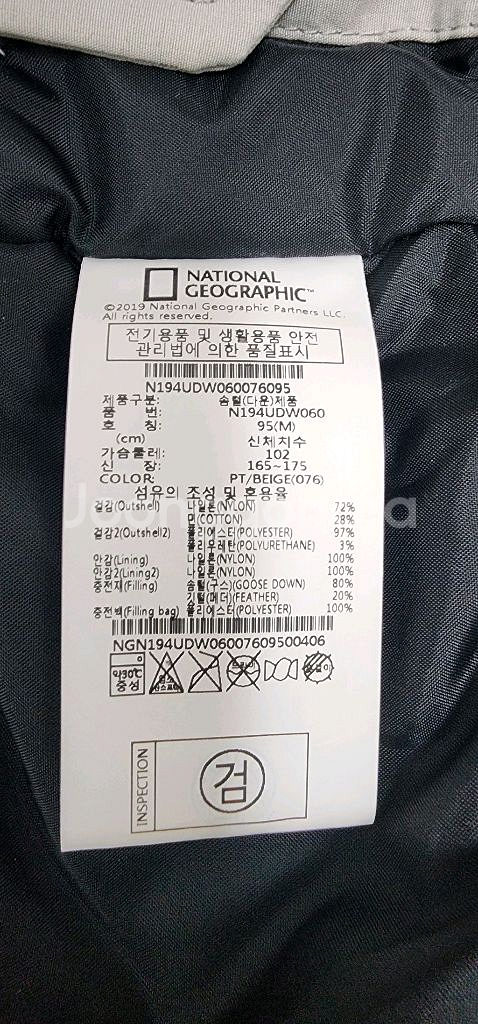 NATIONAL
GEOGRAPHIC™
©2019 National Geographic Partners LLC.
All rights reserved.
전기용품 및 생활용품 안전
관리법에 의한 품질표시
N194UDW060076095
제품구분: 솜털(다운)제품
품 번: N194UDW060
호 칭: 95(M)
(cm) 신체치수
가슴둘레: 102
신 장: 165~175
COLOR: PT/BEIGE(076)
섬유의 조성 및 혼용율
겉감(Outshell) 나일론(NYLON) 72%
면(COTTON) 28%
겉감2(Outshell2) 폴리에스터(POLYESTER) 97%
폴리우레탄(POLYURETHANE) 3%
안감(Lining) 나일론(NYLON) 100%
안감2(Lining2) 나일론(NYLON) 100%
충전재(Filling) 솜털(구스)(GOOSE DOWN) 80%
깃털(페더)(FEATHER) 20%
충전백(Filling bag) 폴리에스터(POLYESTER) 100%
NGN194UDW06007609500406
약30℃
중성
INSPECTION
검